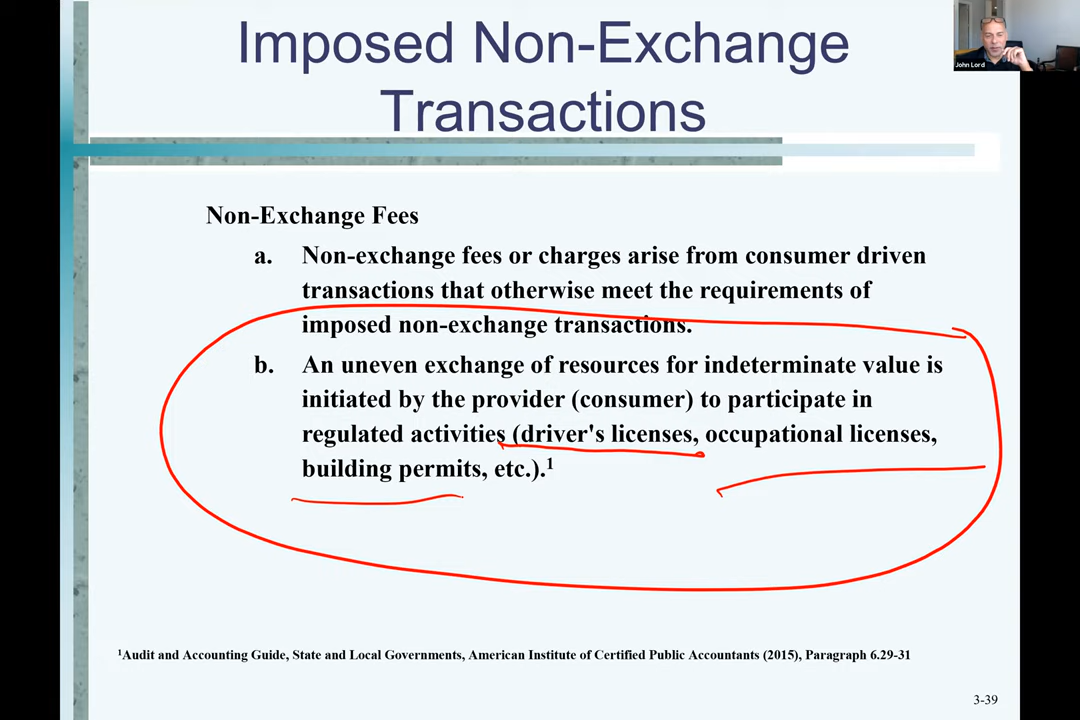 Imposed Non-Exchange
Transactions
John Lord
Non-Exchange Fees
a. Non-exchange fees or charges arise from consumer driven
transactions that otherwise meet the requirements of
imposed non-exchange transactions.
b. An uneven exchange of resources for indeterminate value is
initiated by the provider (consumer) to participate in
regulated activities (driver's licenses, occupational licenses,
building permits, etc.).¹
¹Audit and Accounting Guide, State and Local Governments, American Institute of Certified Public Accountants (2015), Paragraph 6.29-31
3-39